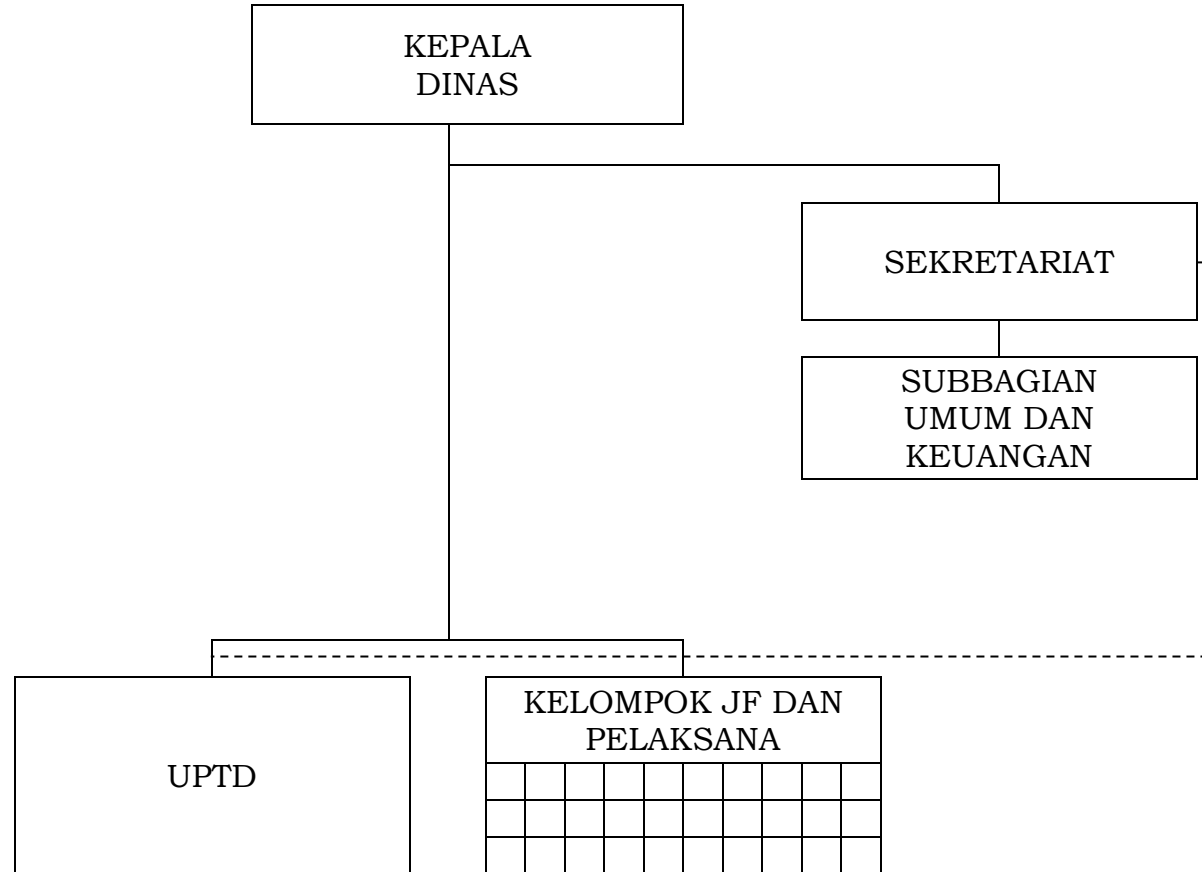 KEPALA
DINAS
SEKRETARIAT
SUBBAGIAN
UMUM DAN
KEUANGAN
UPTD
KELOMPOK JF DAN
PELAKSANA